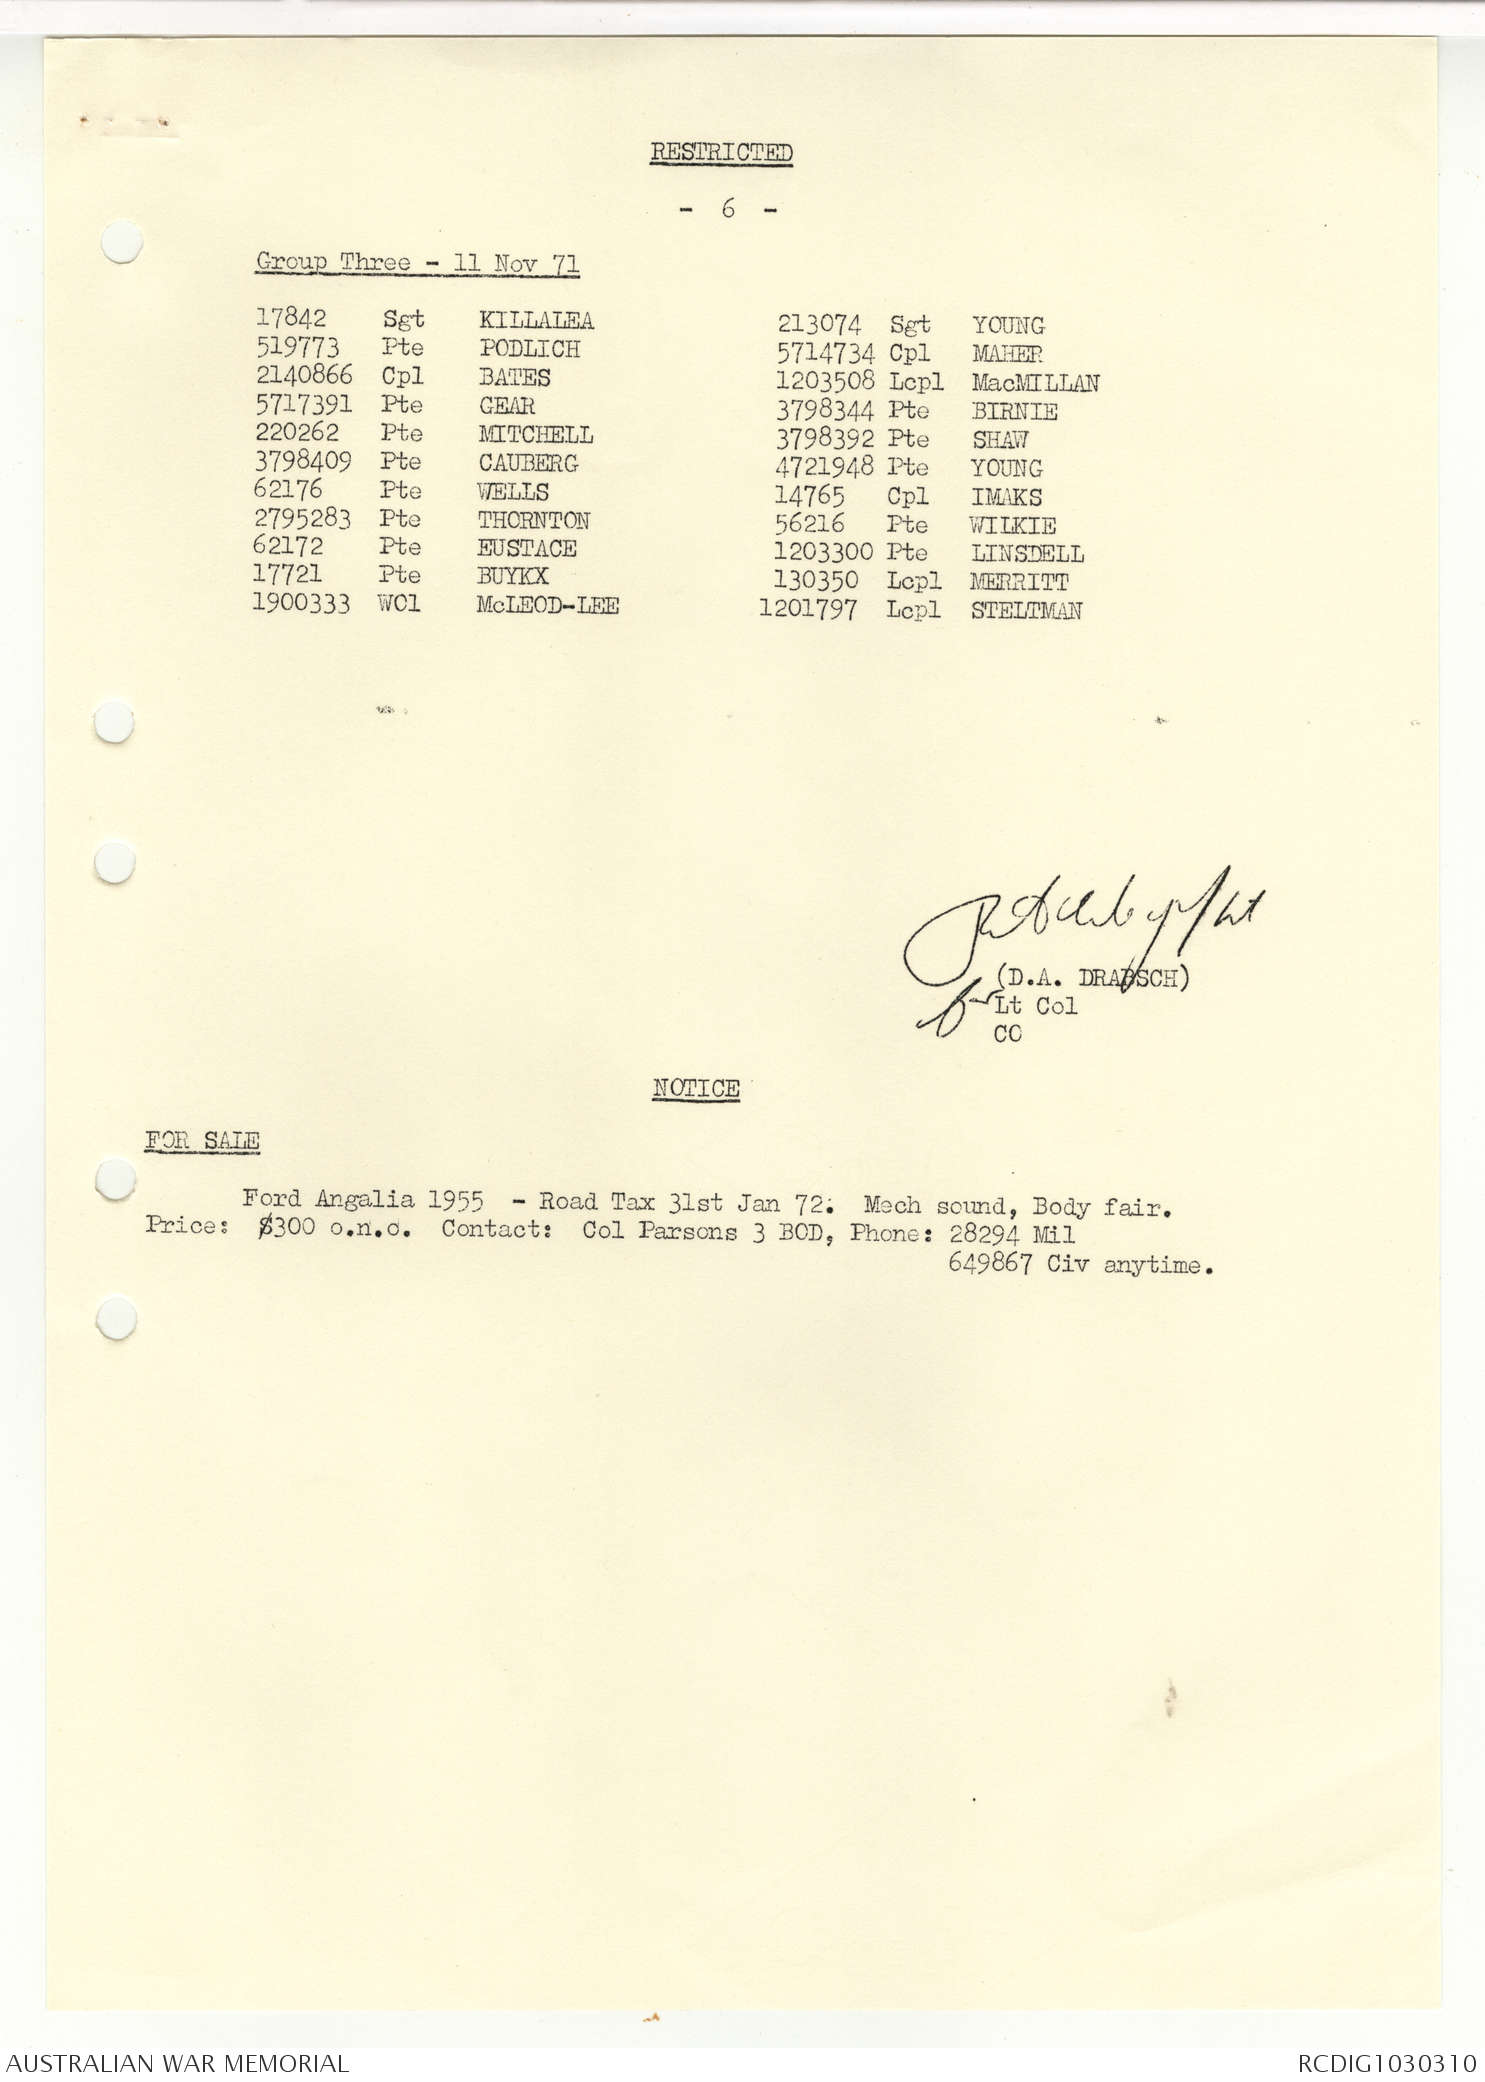 RESTRICTED
- 6 -
Group Three - 11 Nov 71
17842 Sgt KILLALEA
519773 Pte PODLICH
2140866 Cpl BATES
5717391 Pte GEAR
220262 Pte MITCHELL
3798409 Pte CAUBERG
62176 Pte WELLS
2795283 Pte THORNTON
62172 Pte EUSTACE
17721 Pte BUYKX
1900333 WO1 McLEOD-LEE
213074 Sgt YOUNG
5714734 Cpl MAHER
1203508 Lcpl MacMILLAN
3798344 Pte BIRNIE
3798392 Pte SHAW
4721948 Pte YOUNG
14765 Cpl IMAKS
56216 Pte WILKIE
1203300 Pte LINSDELL
130350 Lcpl MERRITT
1201797 Lcpl STELTMAN
(D.A. DRABSCH)
Lt Col
CO
NOTICE
FOR SALE
Ford Angalia 1955 - Road Tax 31st Jan 72. Mech sound, Body fair.
Price: $300 o.n.o. Contact: Col Parsons 3 BOD, Phone: 28294 Mil
649867 Civ anytime.
AUSTRALIAN WAR MEMORIAL
RCDIG1030310